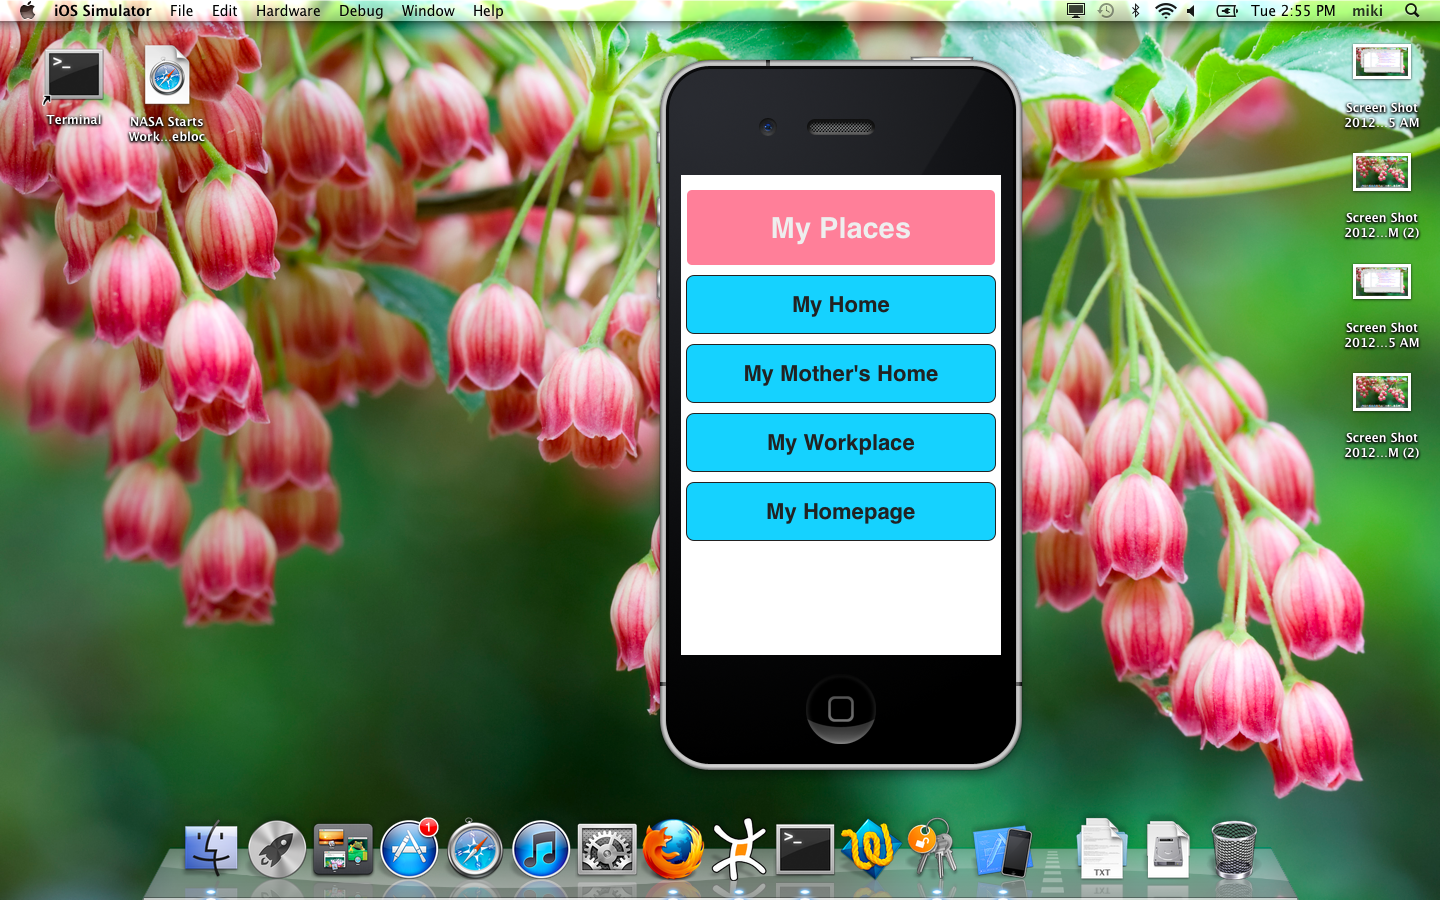 iOS Simulator File Edit Hardware Debug Window Help Tue 2:55 PM miki
Terminal
NASA Starts
Work...ebloc
Screen Shot
2012...5 AM
Screen Shot
2012...M (2)
Screen Shot
2012...5 AM
Screen Shot
2012...M (2)
My Places
My Home
My Mother's Home
My Workplace
My Homepage
1
TXT